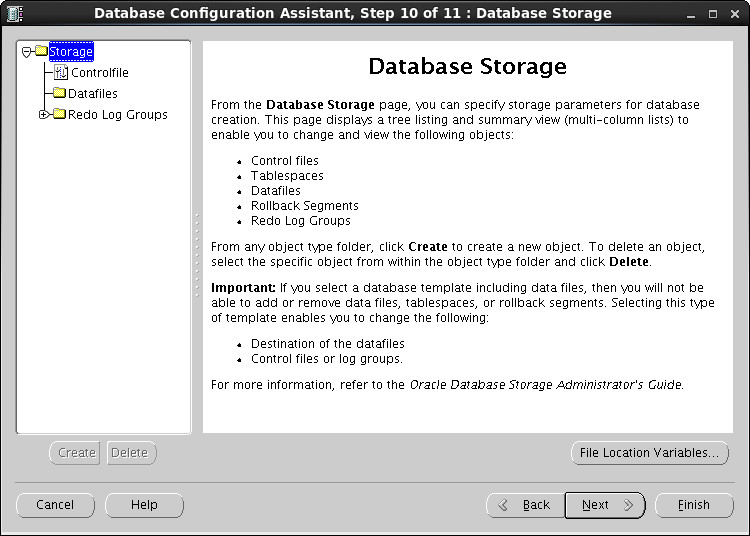 Database Configuration Assistant, Step 10 of 11 : Database Storage
Storage
Controlfile
Datafiles
Redo Log Groups
Database Storage
From the Database Storage page, you can specify storage parameters for database
creation. This page displays a tree listing and summary view (multi-column lists) to
enable you to change and view the following objects:
• Control files
• Tablespaces
• Datafiles
• Rollback Segments
• Redo Log Groups
From any object type folder, click Create to create a new object. To delete an object,
select the specific object from within the object type folder and click Delete.
Important: If you select a database template including data files, then you will not be
able to add or remove data files, tablespaces, or rollback segments. Selecting this type
of template enables you to change the following:
• Destination of the datafiles
• Control files or log groups.
For more information, refer to the Oracle Database Storage Administrator's Guide.
Create Delete
File Location Variables...
Cancel Help Back Next Finish